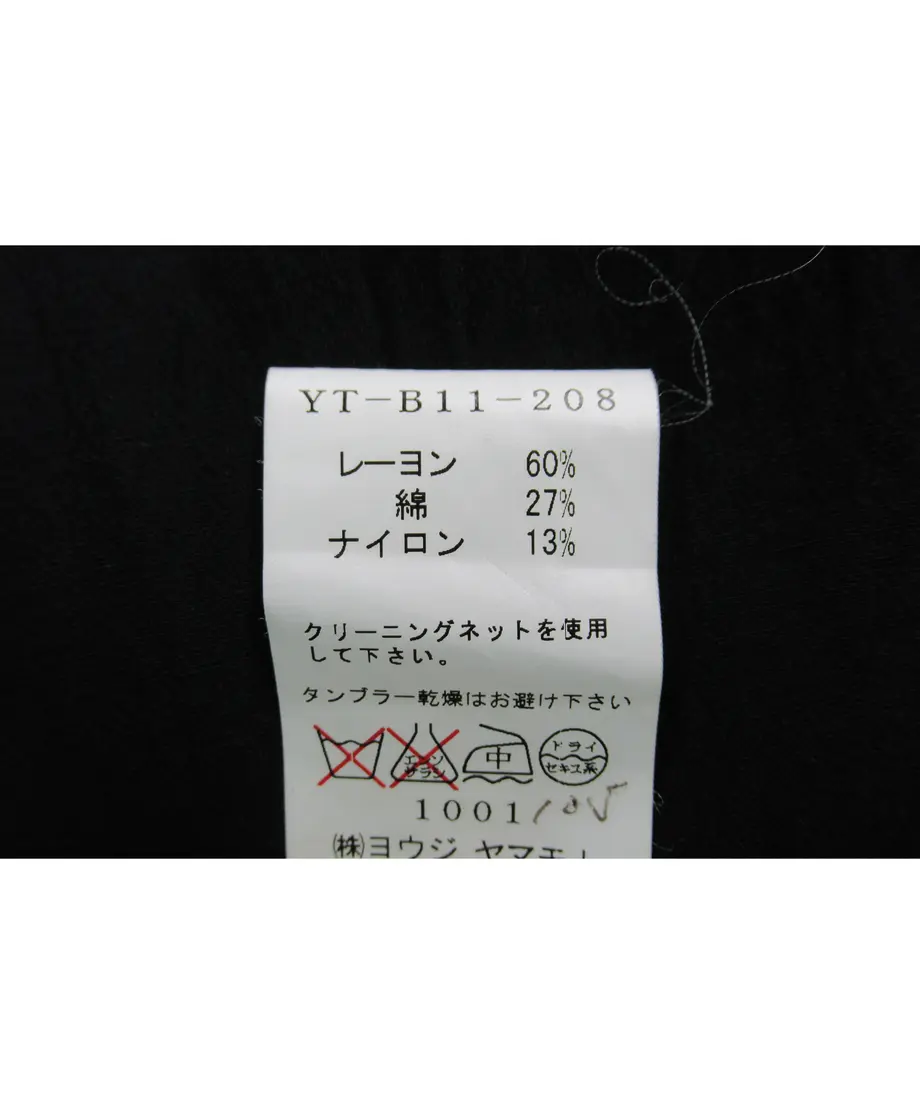 YT-B11-208
レーヨン 60%
綿 27%
ナイロン 13%
クリーニングネットを使用
して下さい。
タンブラー乾燥はお避け下さい
エンソ
サラシ
中
ドライ
セキユ系
1001/05
(株)ヨウジ ヤマモト